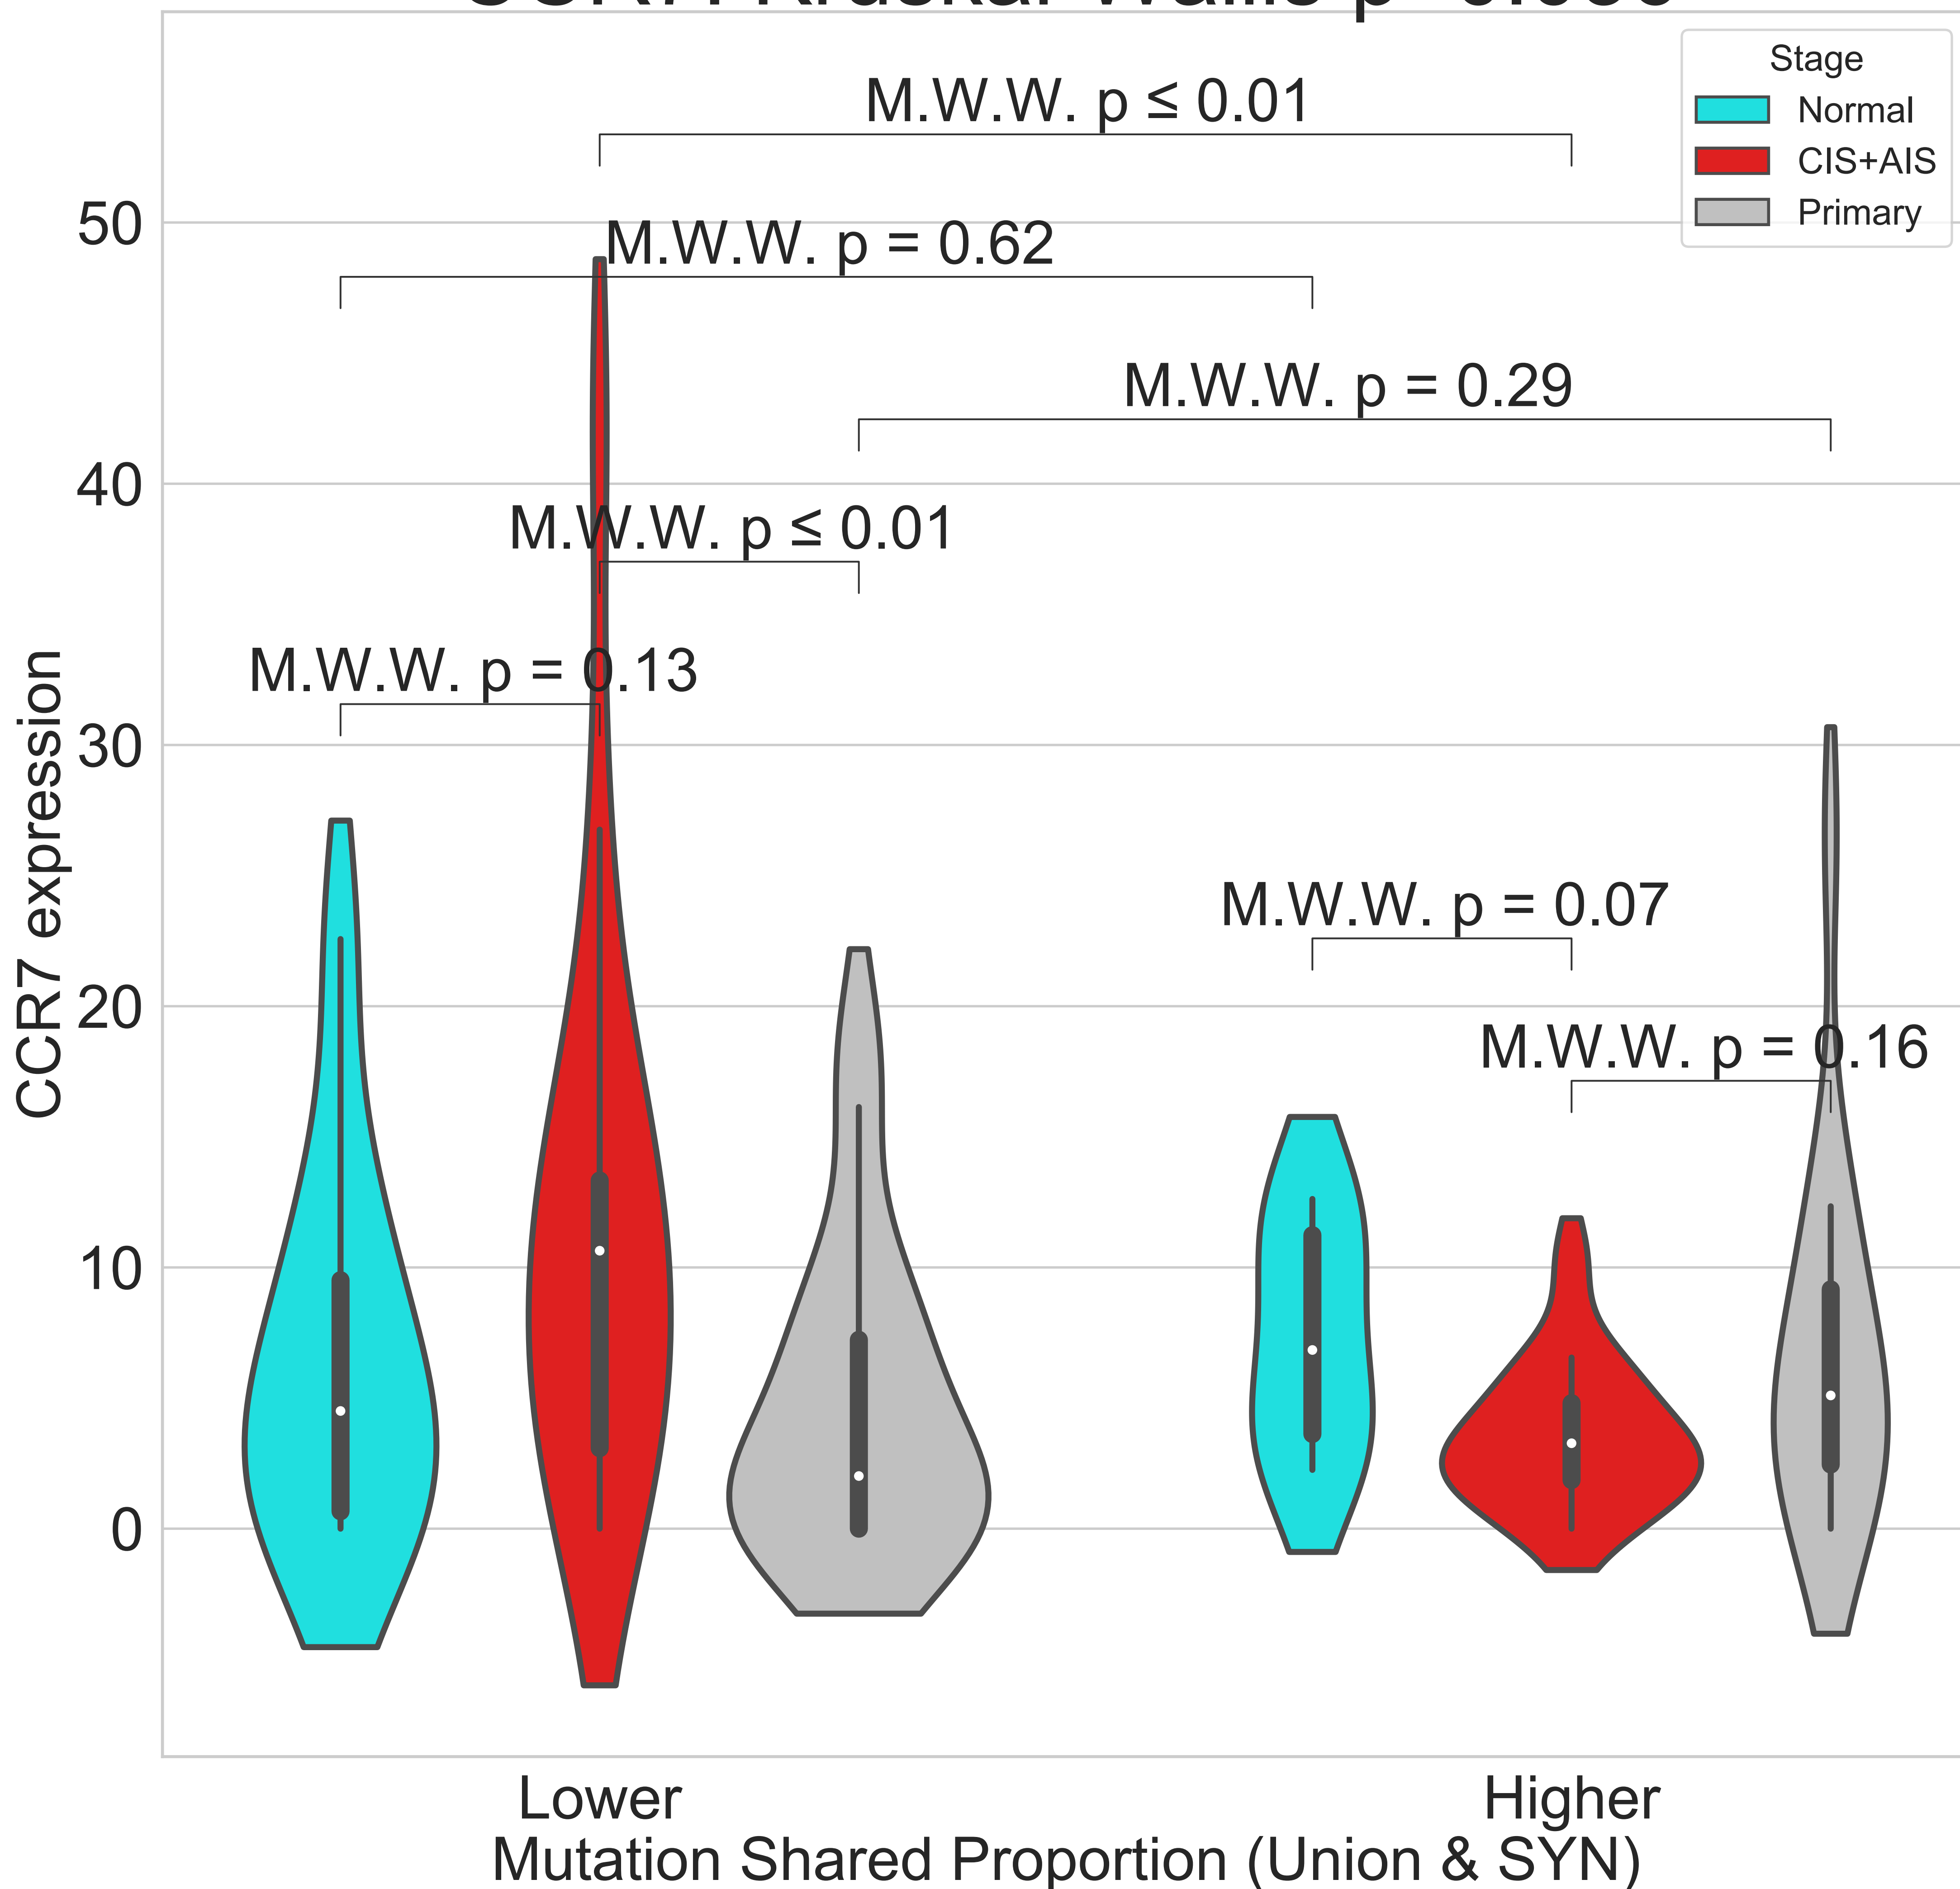 Stage
Normal
CIS+AIS
Primary
M.W.W. p ≤ 0.01
M.W.W. p = 0.62
M.W.W. p = 0.29
M.W.W. p ≤ 0.01
M.W.W. p = 0.13
M.W.W. p = 0.07
M.W.W. p = 0.16
CCR7 expression
50
40
30
20
10
0
Lower
Higher
Mutation Shared Proportion (Union & SYN)